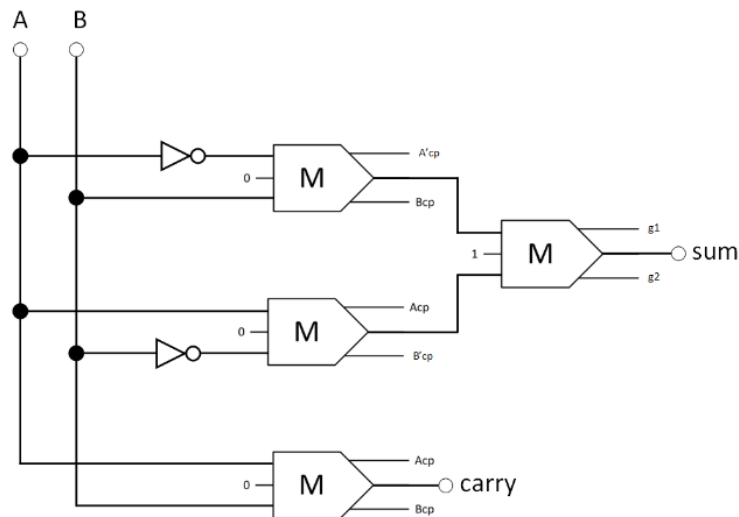 A B
A'cp
0 M
Bcp
g1
1 M sum
g2
Acp
0 M
B'cp
Acp
0 M carry
Bcp